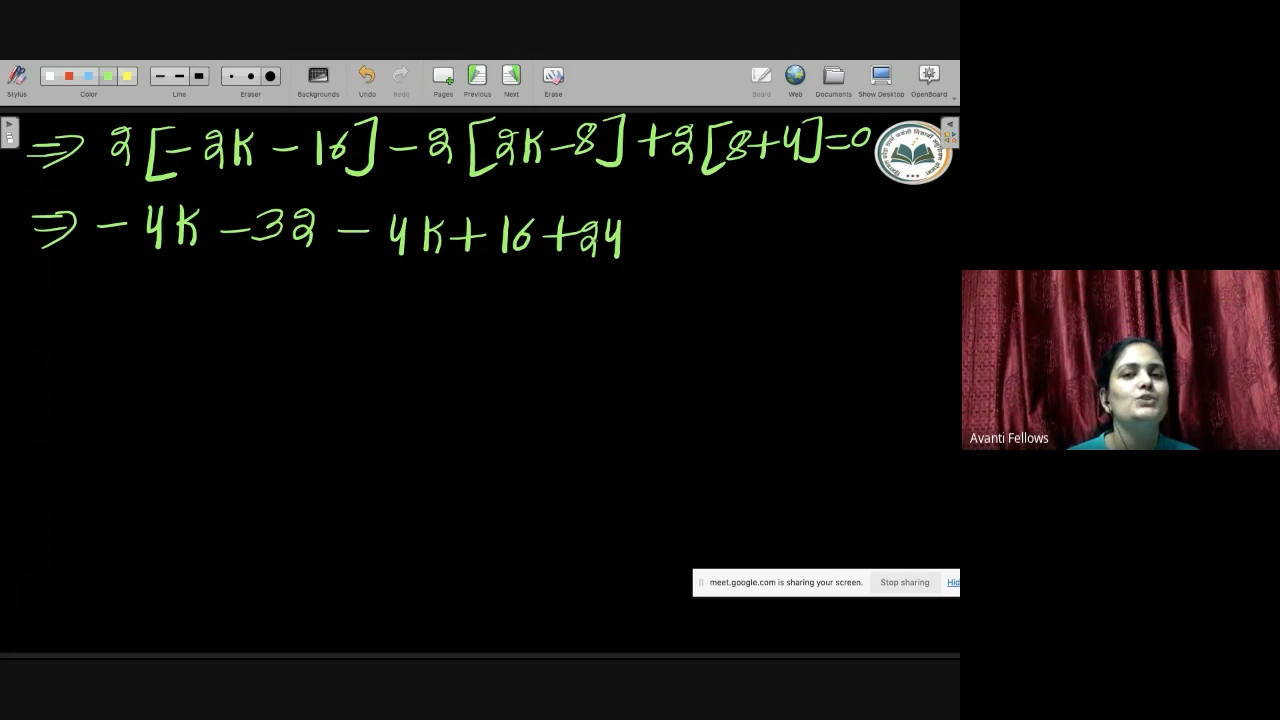 Stylus Color Line Eraser Backgrounds Undo Redo Pages Previous Next Erase Board Web Documents Show Desktop OpenBoard
⇒ 2[-2k-16]-2[2k-8]+2[8+4]=0
⇒ -4k-32-4k+16+24
Avanti Fellows
meet.google.com is sharing your screen. Stop sharing